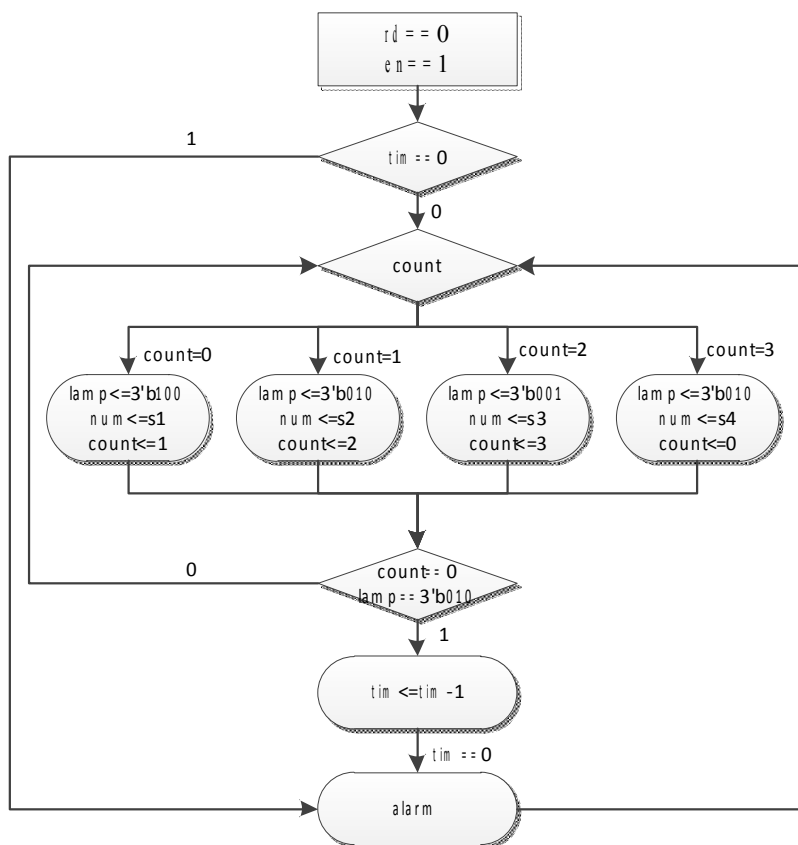 rd == 0
en== 1
1
tim == 0
0
count
count=0
count=1
count=2
count=3
lamp<=3'b100
num<=s1
count<=1
lamp<=3'b010
num<=s2
count<=2
lamp<=3'b001
num<=s3
count<=3
lamp<=3'b010
num<=s4
count<=0
0
count== 0
lamp== 3'b010
1
tim <=tim -1
tim == 0
alarm